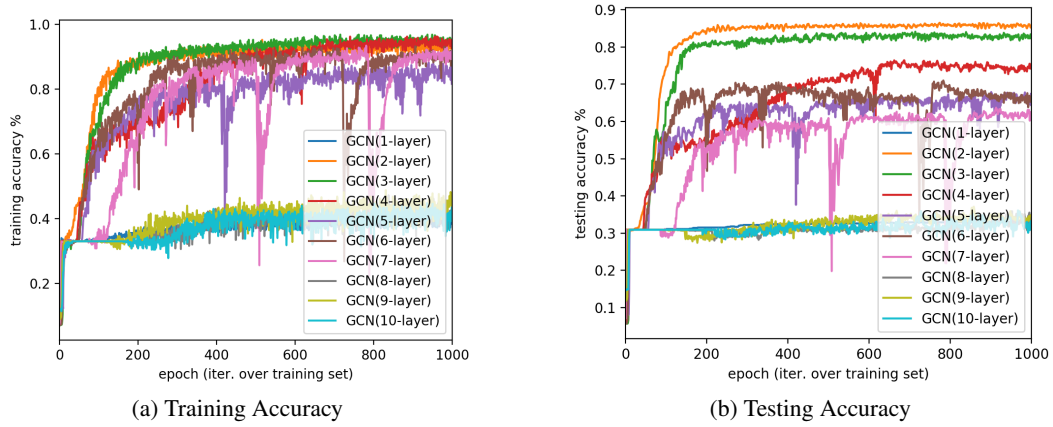 1.0
0.8
0.6
0.4
0.2
training accuracy %
0 200 400 600 800 1000
epoch (iter. over training set)
GCN(1-layer)
GCN(2-layer)
GCN(3-layer)
GCN(4-layer)
GCN(5-layer)
GCN(6-layer)
GCN(7-layer)
GCN(8-layer)
GCN(9-layer)
GCN(10-layer)
(a) Training Accuracy
0.9
0.8
0.7
0.6
0.5
0.4
0.3
0.2
0.1
testing accuracy %
0 200 400 600 800 1000
epoch (iter. over training set)
GCN(1-layer)
GCN(2-layer)
GCN(3-layer)
GCN(4-layer)
GCN(5-layer)
GCN(6-layer)
GCN(7-layer)
GCN(8-layer)
GCN(9-layer)
GCN(10-layer)
(b) Testing Accuracy